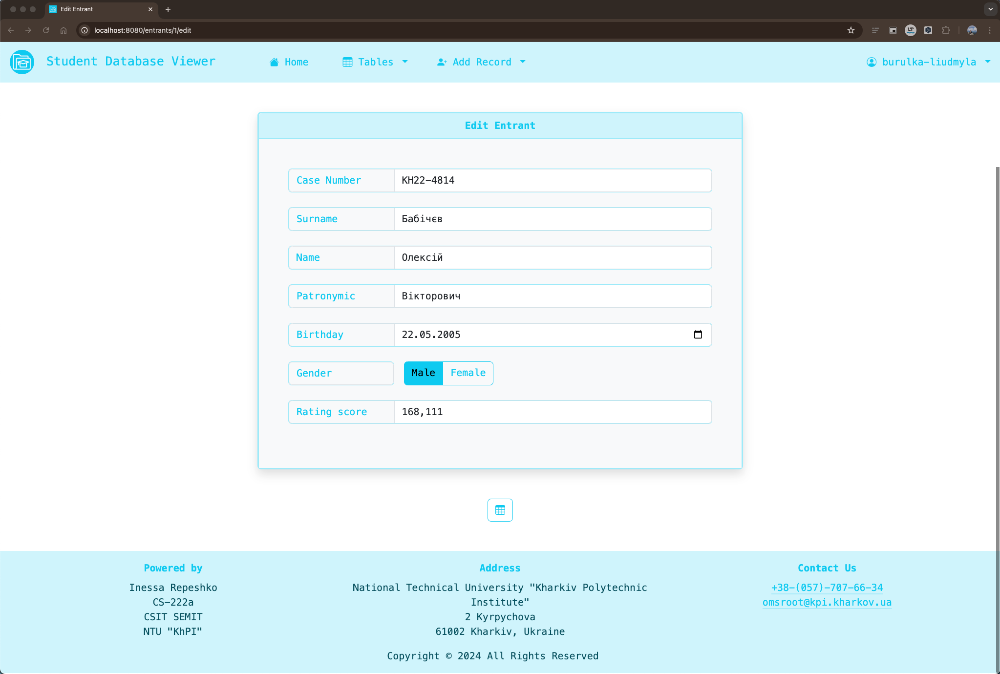 Edit Entrant
localhost:8080/entrants/1/edit
Student Database Viewer
Home
Tables
Add Record
burulka-liudmyla
Edit Entrant
Case Number
КН22-4814
Surname
Бабічєв
Name
Олексій
Patronymic
Вікторович
Birthday
22.05.2005
Gender
Male
Female
Rating score
168,111
Powered by
Inessa Repeshko
CS-222a
CSIT SEMIT
NTU "KhPI"
Address
National Technical University "Kharkiv Polytechnic
Institute"
2 Kyrpychova
61002 Kharkiv, Ukraine
Contact Us
+38-(057)-707-66-34
omsroot@kpi.kharkov.ua
Copyright © 2024 All Rights Reserved